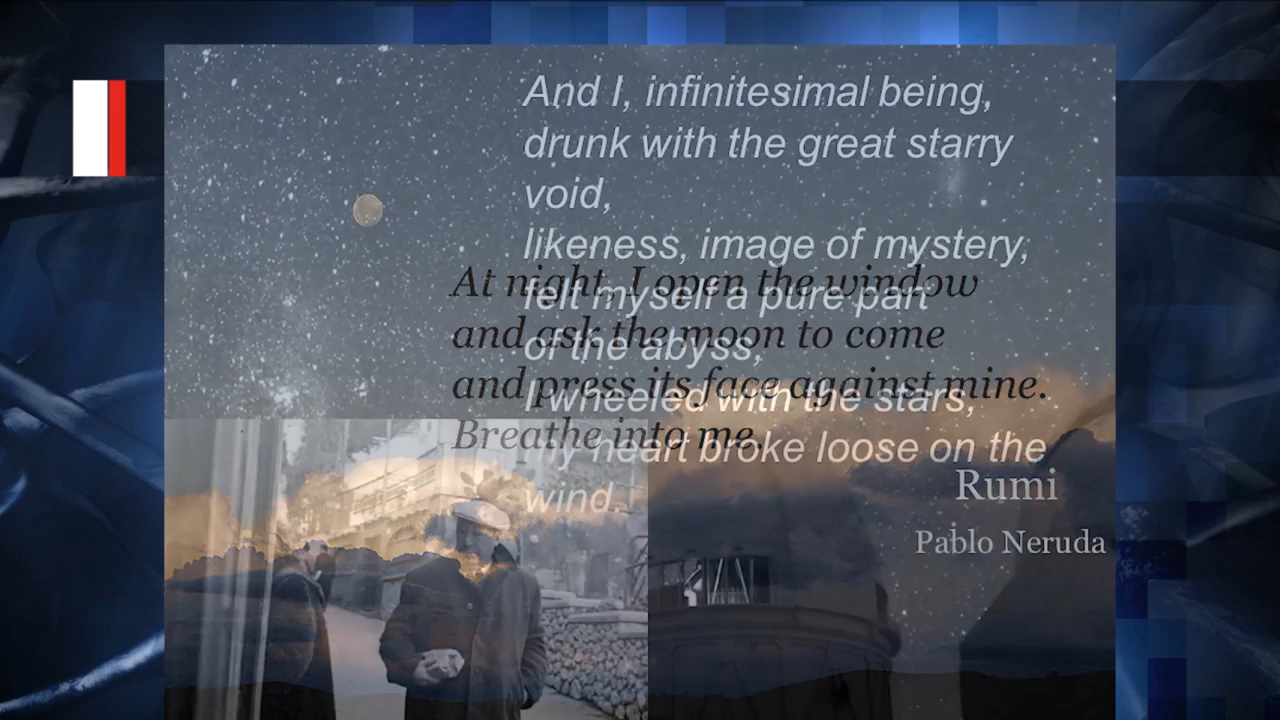 And I, infinitesimal being,
drunk with the great starry
void,
likeness, image of mystery,
felt myself a pure part
of the abyss,
I wheeled with the stars,
my heart broke loose on the
wind.
At night, I open the window
and ask the moon to come
and press its face against mine.
Breathe into me.
Rumi
Pablo Neruda